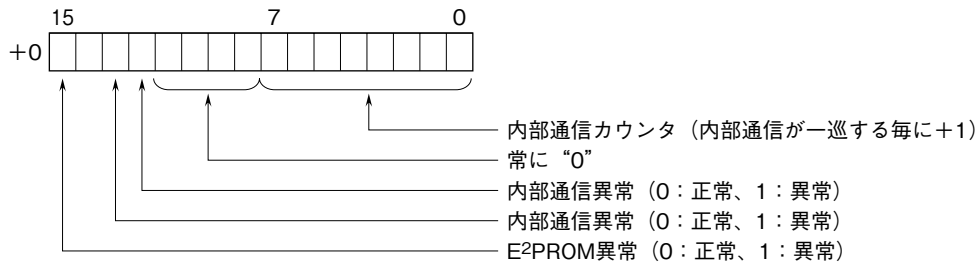 15 7 0
+0
内部通信カウンタ（内部通信が一巡する毎に+1）
常に“0”
内部通信異常（0：正常、1：異常）
内部通信異常（0：正常、1：異常）
E²PROM異常（0：正常、1：異常）